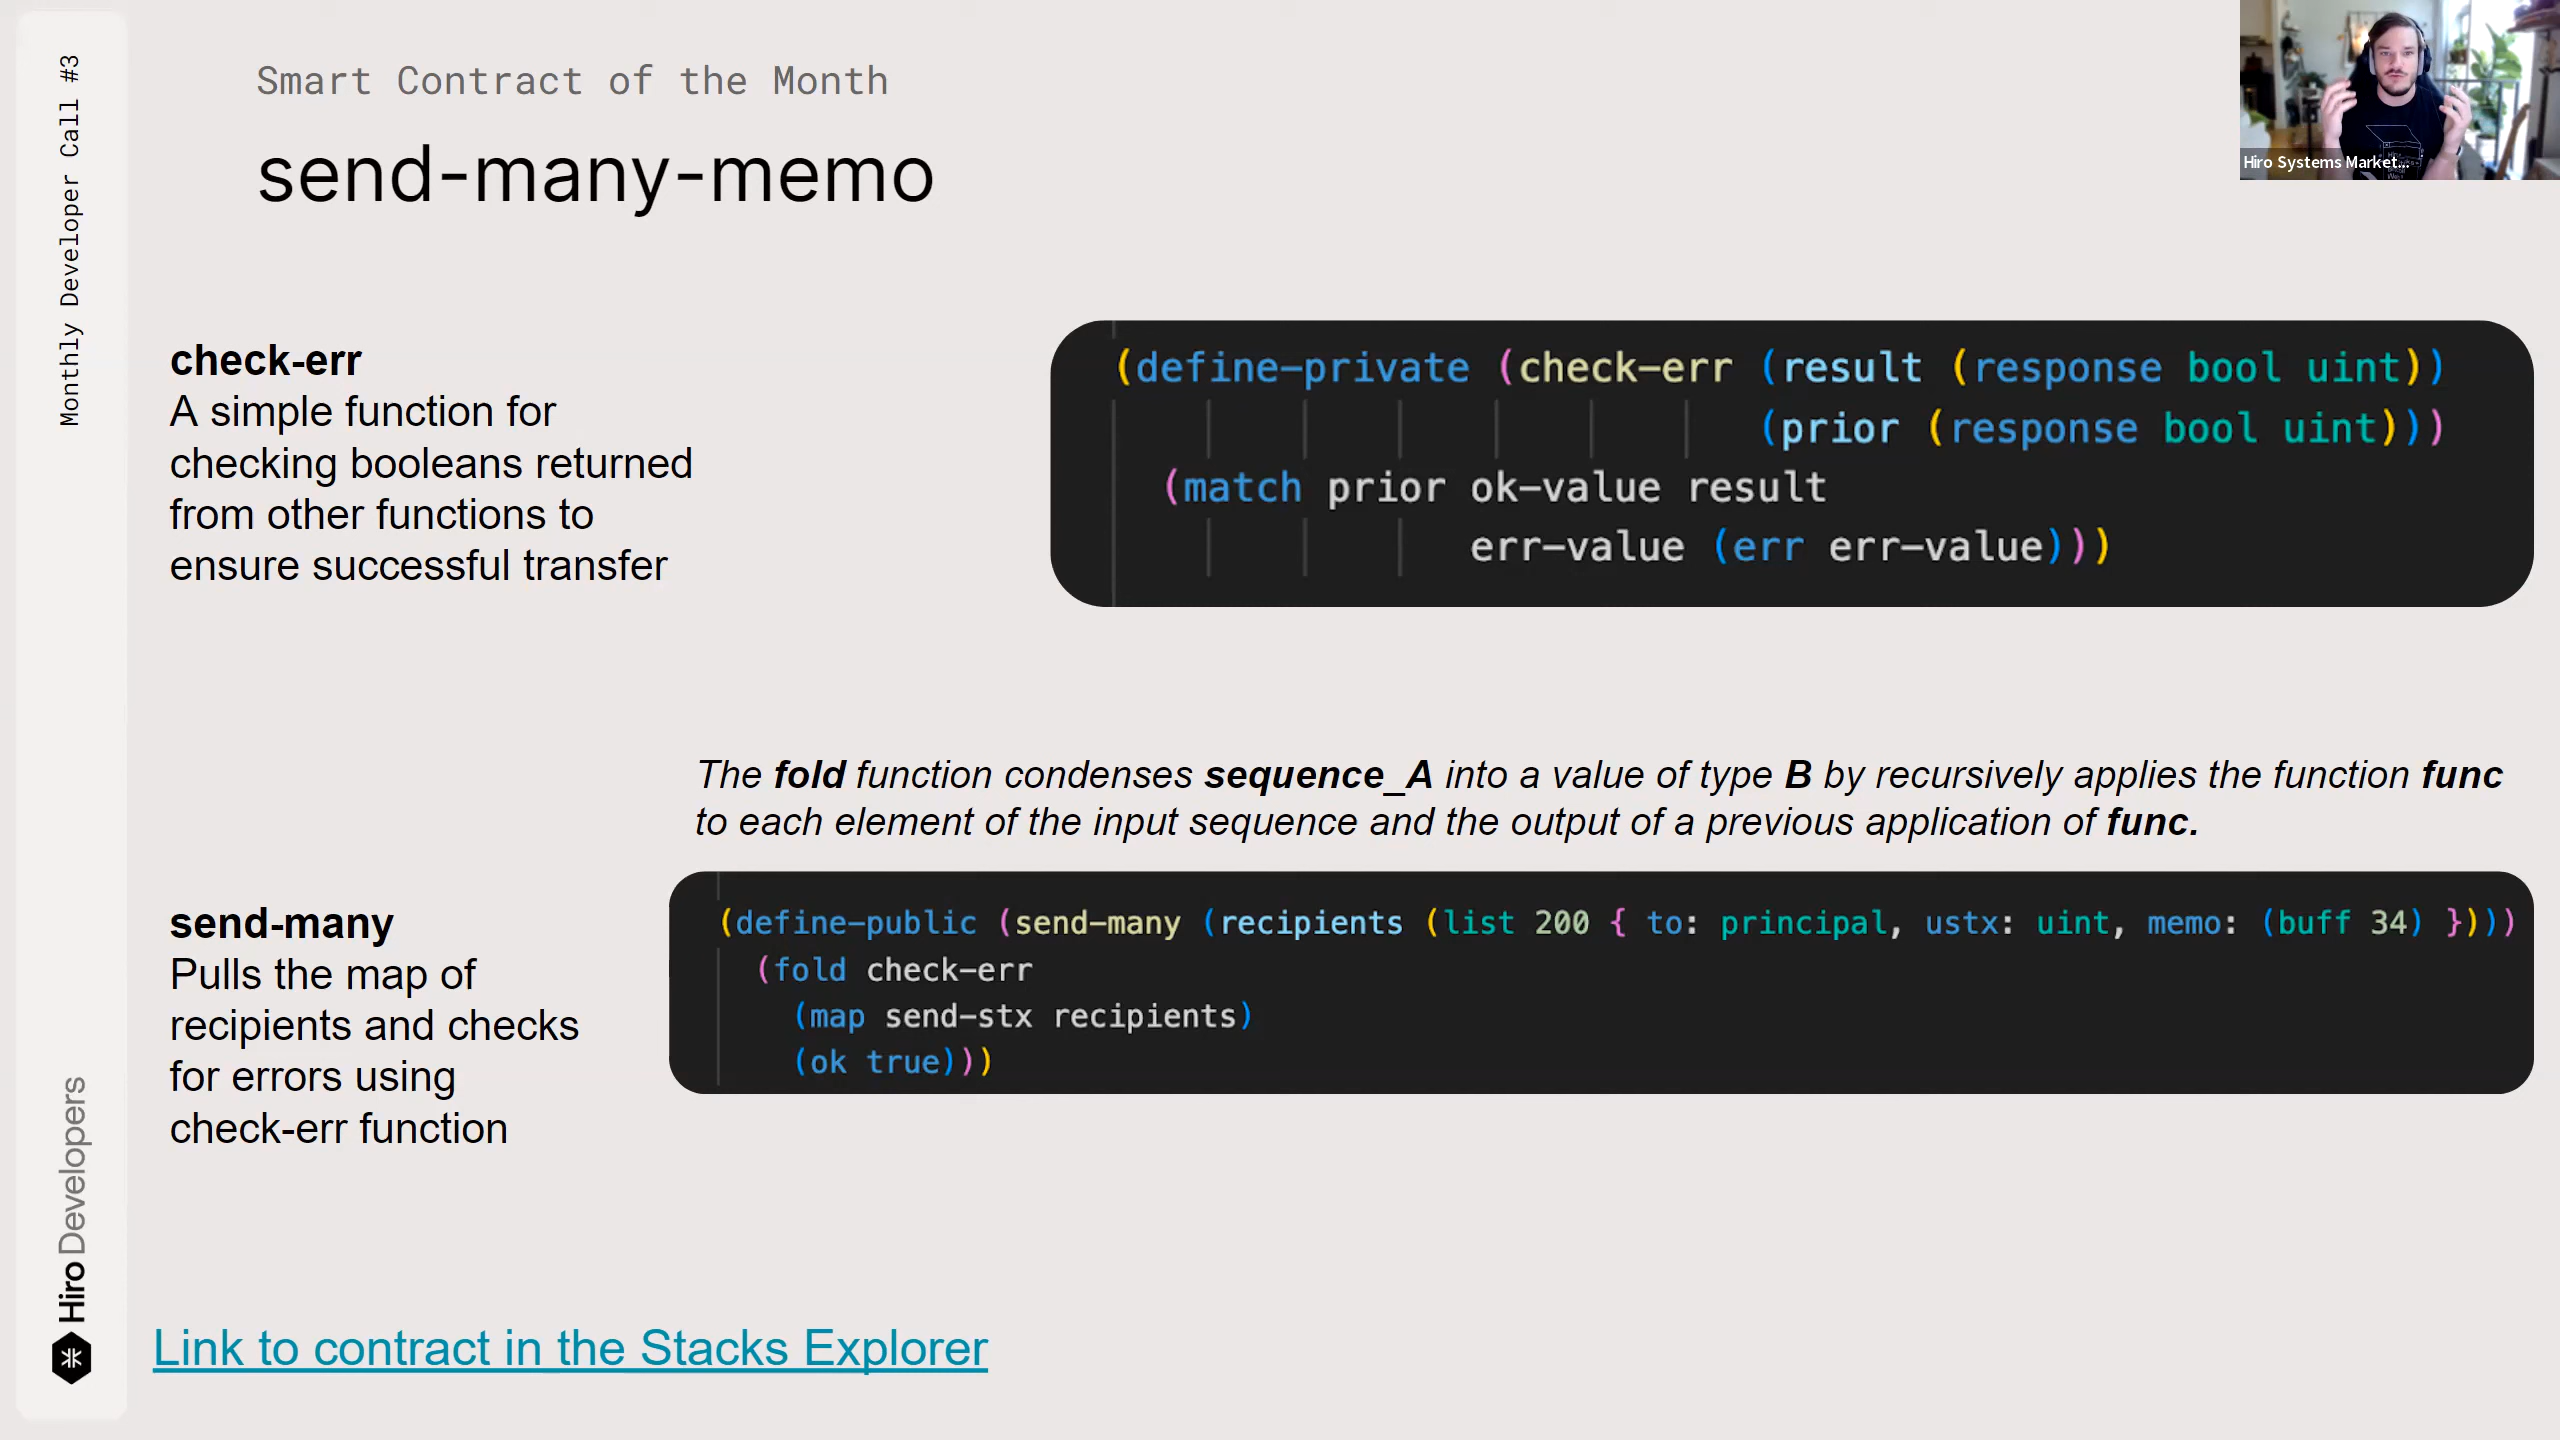 Monthly Developer Call #3
Hiro Developers
Smart Contract of the Month
send-many-memo
Hiro Systems Market...
check-err
A simple function for
checking booleans returned
from other functions to
ensure successful transfer
(define-private (check-err (result (response bool uint))
(prior (response bool uint)))
(match prior ok-value result
err-value (err err-value)))
The fold function condenses sequence_A into a value of type B by recursively applies the function func
to each element of the input sequence and the output of a previous application of func.
send-many
Pulls the map of
recipients and checks
for errors using
check-err function
(define-public (send-many (recipients (list 200 { to: principal, ustx: uint, memo: (buff 34) })))
(fold check-err
(map send-stx recipients)
(ok true)))
Link to contract in the Stacks Explorer